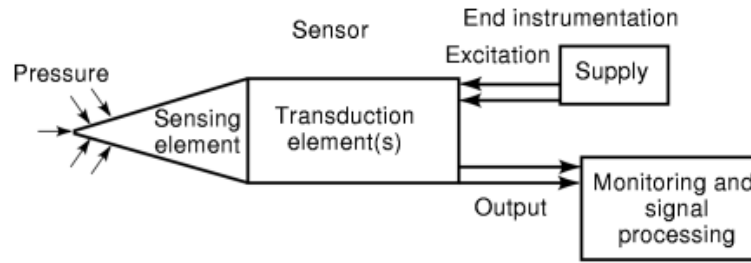 End instrumentation
Sensor
Excitation
Supply
Pressure
Sensing
element
Transduction
element(s)
Output
Monitoring and
signal
processing